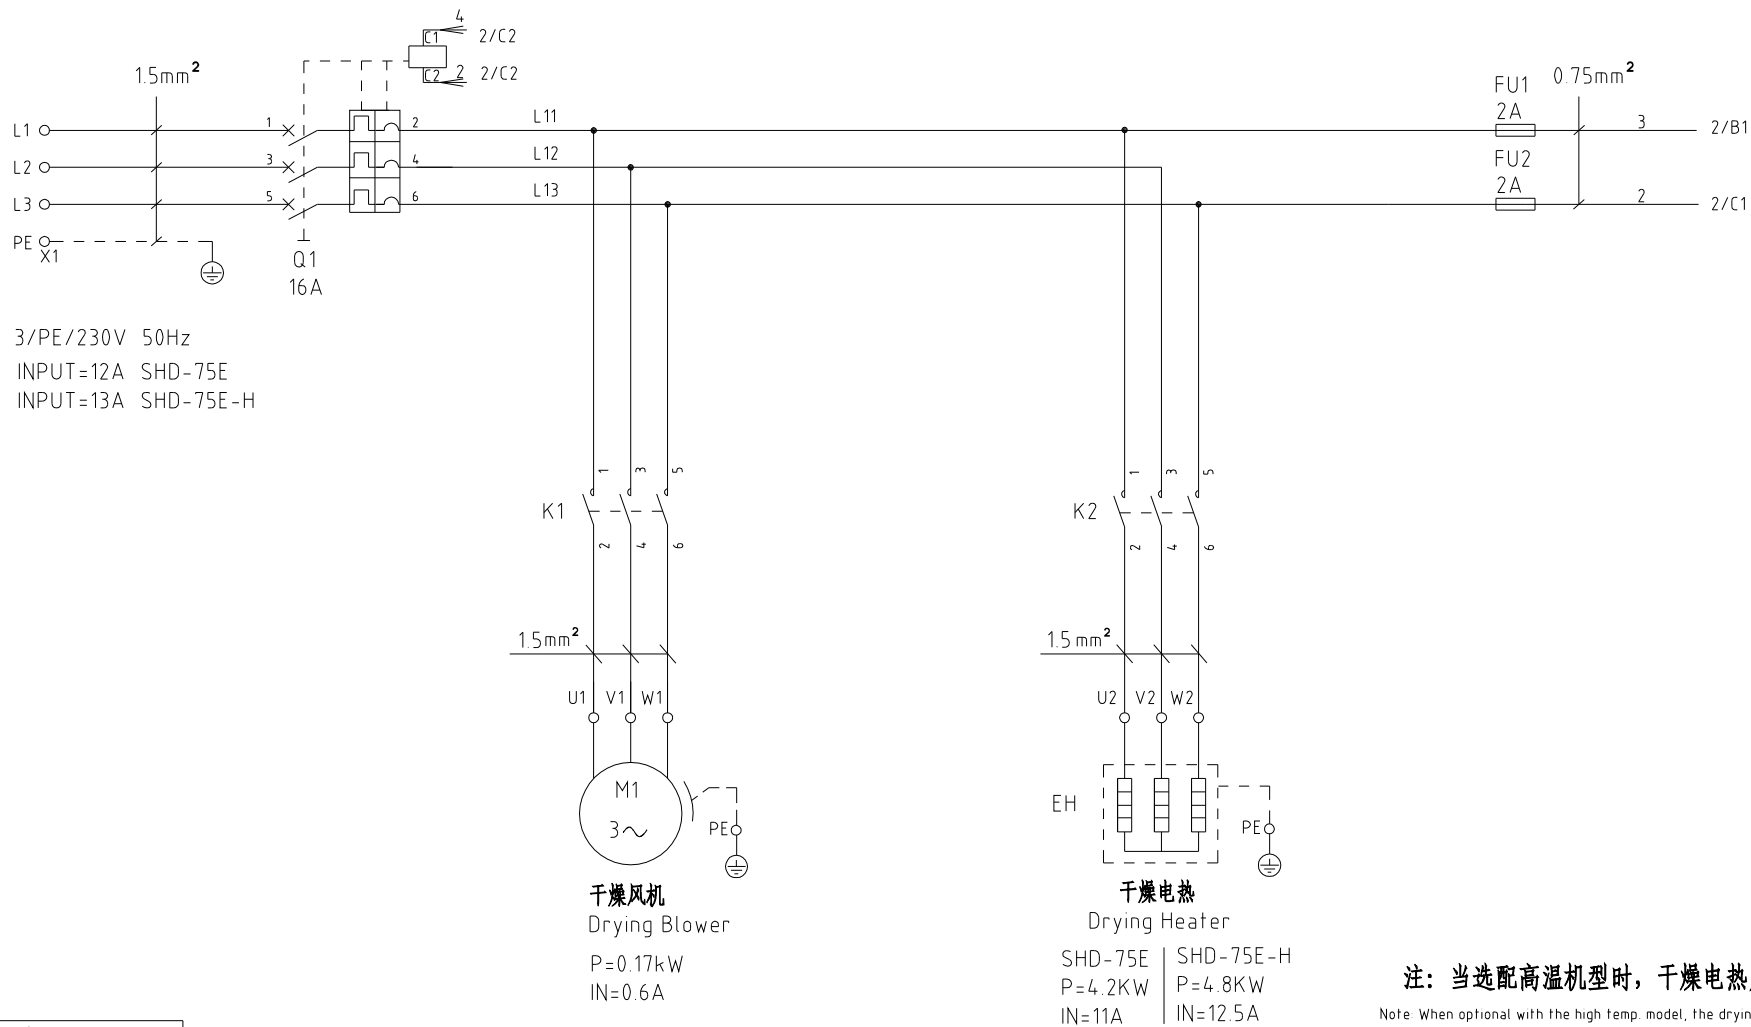 4
C1
2/C2
C2
2
2/C2
1.5mm²
FU1
2A
0.75mm²
L1
1
2
L11
3
2/B1
L2
3
4
L12
FU2
2A
L3
5
6
L13
2
2/C1
PE
X1
Q1
16A
3/PE/230V 50Hz
INPUT=12A SHD-75E
INPUT=13A SHD-75E-H
1
3
5
K1
2
4
6
1
3
5
K2
2
4
6
1.5mm²
1.5mm²
U1
V1
W1
U2
V2
W2
M1
3~
PE
EH
PE
干燥风机
Drying Blower
P=0.17kW
IN=0.6A
干燥电热
Drying Heater
SHD-75E
P=4.2KW
IN=11A
SHD-75E-H
P=4.8KW
IN=12.5A
注：当选配高温机型时，干燥电热
Note: When optional with the high temp. model, the dryin